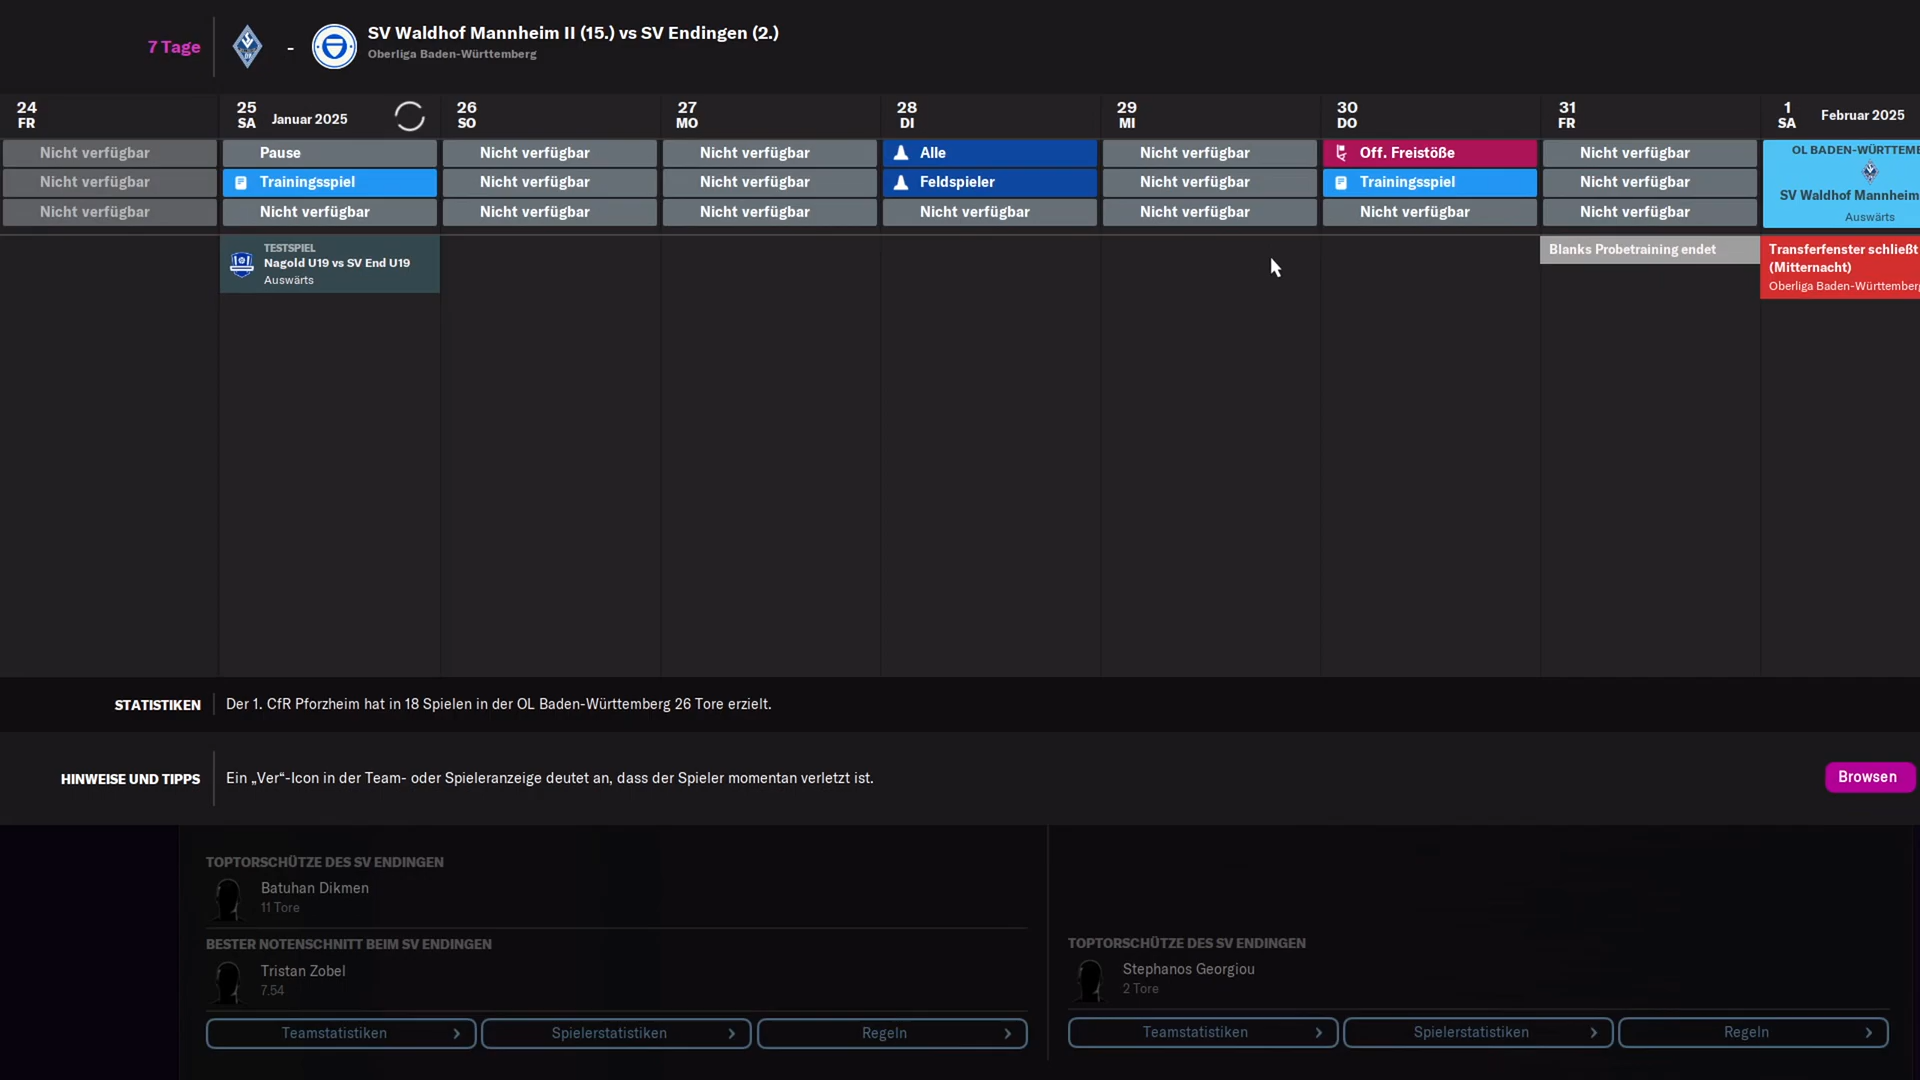 7 Tage
-
SV Waldhof Mannheim II (15.) vs SV Endingen (2.)
Oberliga Baden-Württemberg
24
FR
25
SA
Januar 2025
26
SO
27
MO
28
DI
29
MI
30
DO
31
FR
1
SA
Februar 2025
Nicht verfügbar
Pause
Nicht verfügbar
Nicht verfügbar
Alle
Nicht verfügbar
Off. Freistöße
Nicht verfügbar
OL BADEN-WÜRTTEME
Nicht verfügbar
Trainingsspiel
Nicht verfügbar
Nicht verfügbar
Feldspieler
Nicht verfügbar
Trainingsspiel
Nicht verfügbar
SV Waldhof Mannheim
Nicht verfügbar
Nicht verfügbar
Nicht verfügbar
Nicht verfügbar
Nicht verfügbar
Nicht verfügbar
Nicht verfügbar
Nicht verfügbar
Auswärts
TESTSPIEL
Nagold U19 vs SV End U19
Auswärts
Blanks Probetraining endet
Transferfenster schließt
(Mitternacht)
Oberliga Baden-Württemberg
STATISTIKEN
Der 1. CfR Pforzheim hat in 18 Spielen in der OL Baden-Württemberg 26 Tore erzielt.
HINWEISE UND TIPPS
Ein „Ver“-Icon in der Team- oder Spieleranzeige deutet an, dass der Spieler momentan verletzt ist.
Browsen
TOPTORSCHÜTZE DES SV ENDINGEN
Batuhan Dikmen
11 Tore
BESTER NOTENSCHNITT BEIM SV ENDINGEN
Tristan Zobel
7.54
Teamstatistiken
Spielerstatistiken
Regeln
TOPTORSCHÜTZE DES SV ENDINGEN
Stephanos Georgiou
2 Tore
Teamstatistiken
Spielerstatistiken
Regeln